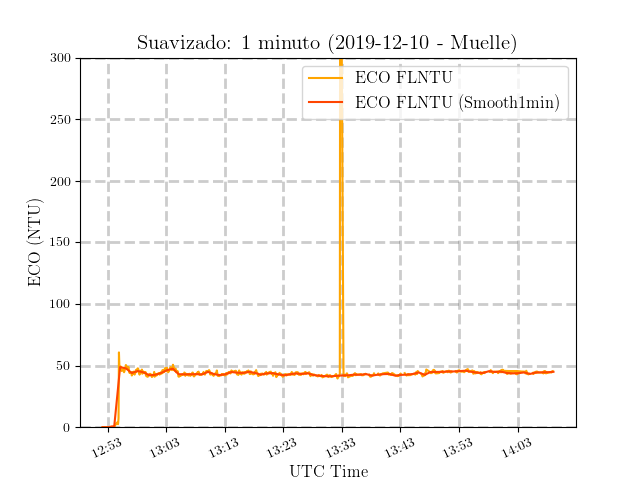 Suavizado: 1 minuto (2019-12-10 - Muelle)
ECO FLNTU
ECO FLNTU (Smooth1min)
ECO (NTU)
300
250
200
150
100
50
0
12:53 13:03 13:13 13:23 13:33 13:43 13:53 14:03
UTC Time